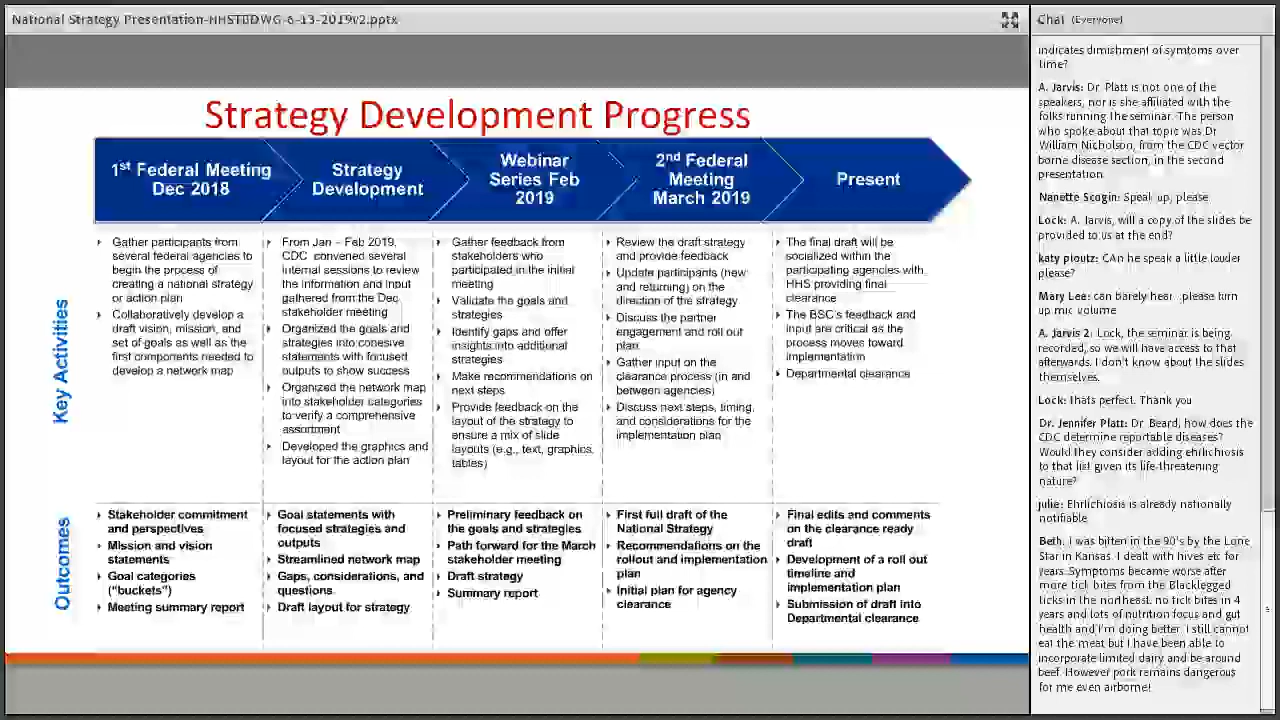 National Strategy Presentation-HHSTBDWG-6-13-2019v2.pptx
Strategy Development Progress
1st Federal Meeting
Dec 2018
Strategy
Development
Webinar
Series Feb
2019
2nd Federal
Meeting
March 2019
Present
Key Activities
Gather participants from
several federal agencies to
begin the process of
creating a national strategy
or action plan
Collaboratively develop a
draft vision, mission, and
set of goals as well as the
first components needed to
develop a network map
From Jan – Feb 2019,
CDC convened several
internal sessions to review
the information and input
gathered from the Dec
stakeholder meeting
Organized the goals and
strategies into cohesive
statements with focused
outputs to show success
Organized the network map
into stakeholder categories
to verify a comprehensive
assortment
Developed the graphics and
layout for the action plan
Gather feedback from
stakeholders who
participated in the initial
meeting
Validate the goals and
strategies
Identify gaps and offer
insights into additional
strategies
Make recommendations on
next steps
Provide feedback on the
layout of the strategy to
ensure a mix of slide
layouts (e.g., text, graphics,
tables)
Review the draft strategy
and provide feedback
Update participants (new
and returning) on the
direction of the strategy
Discuss the partner
engagement and roll out
plan
Gather input on the
clearance process (in and
between agencies)
Discuss next steps, timing,
and considerations for the
implementation plan
The final draft will be
socialized within the
participating agencies with
HHS providing final
clearance
The BSC's feedback and
input are critical as the
process moves toward
implementation
Departmental clearance
Outcomes
Stakeholder commitment
and perspectives
Mission and vision
statements
Goal categories
("buckets")
Meeting summary report
Goal statements with
focused strategies and
outputs
Streamlined network map
Gaps, considerations, and
questions
Draft layout for strategy
Preliminary feedback on
the goals and strategies
Path forward for the March
stakeholder meeting
Draft strategy
Summary report
First full draft of the
National Strategy
Recommendations on the
rollout and implementation
plan
Initial plan for agency
clearance
Final edits and comments
on the clearance ready
draft
Development of a roll out
timeline and
implementation plan
Submission of draft into
Departmental clearance
Chat (Everyone)
indicates dimishment of symtoms over
time?
A. Jarvis: Dr. Platt is not one of the
speakers, nor is she affiliated with the
folks running the seminar. The person
who spoke about that topic was Dr
William Nicholson, from the CDC vector
borne disease section, in the second
presentation.
Nanette Scogin: Speak up, please
Lock: A. Jarvis, will a copy of the slides be
provided to us at the end?
katy ploutz: CAn he speak a little louder
please?
Mary Lee: can barely hear...please turn
up mic volume
A. Jarvis 2: Lock, the seminar is being
recorded, so we will have access to that
afterwards. I don't know about the slides
themselves.
Lock: thats perfect. Thank you
Dr. Jennifer Platt: Dr. Beard, how does the
CDC determine reportable diseases?
Would they consider adding ehrlichiosis
to that list given its life-threatening
nature?
julie: Ehrlichiosis is already nationally
notifiable
Beth: I was bitten in the 90's by the Lone
Star in Kansas. I dealt with hives etc for
years. Symptoms became worse after
more tick bites from the Blacklegged
ticks in the northeast. no tick bites in 4
years and lots of nutrition focus and gut
health and I'm doing better. I still cannot
eat the meat but I have been able to
incorporate limited dairy and be around
beef. However pork remains dangerous
for me even airborne!